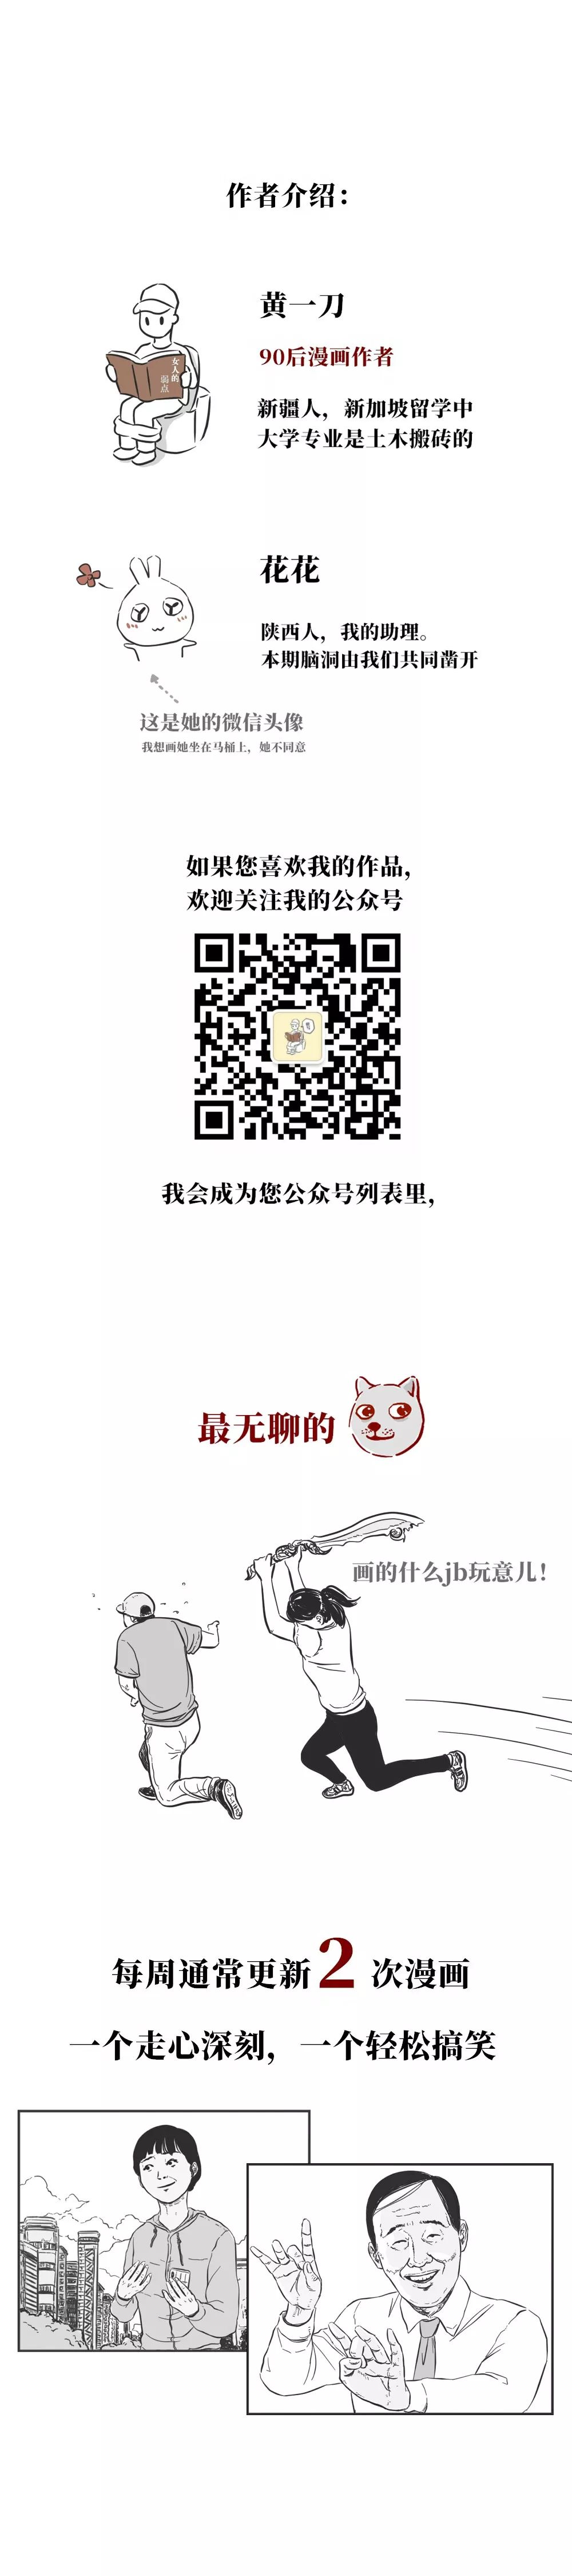 作者介绍：
黄一刀
90后漫画作者
女人的
弱点
新疆人，新加坡留学中
大学专业是土木搬砖的
花花
陕西人，我的助理。
本期脑洞由我们共同凿开
这是她的微信头像
我想画她坐在马桶上，她不同意
如果您喜欢我的作品，
欢迎关注我的公众号
我会成为您公众号列表里，
最无聊的
画的什么jb玩意儿！
每周通常更新2次漫画
一个走心深刻，一个轻松搞笑